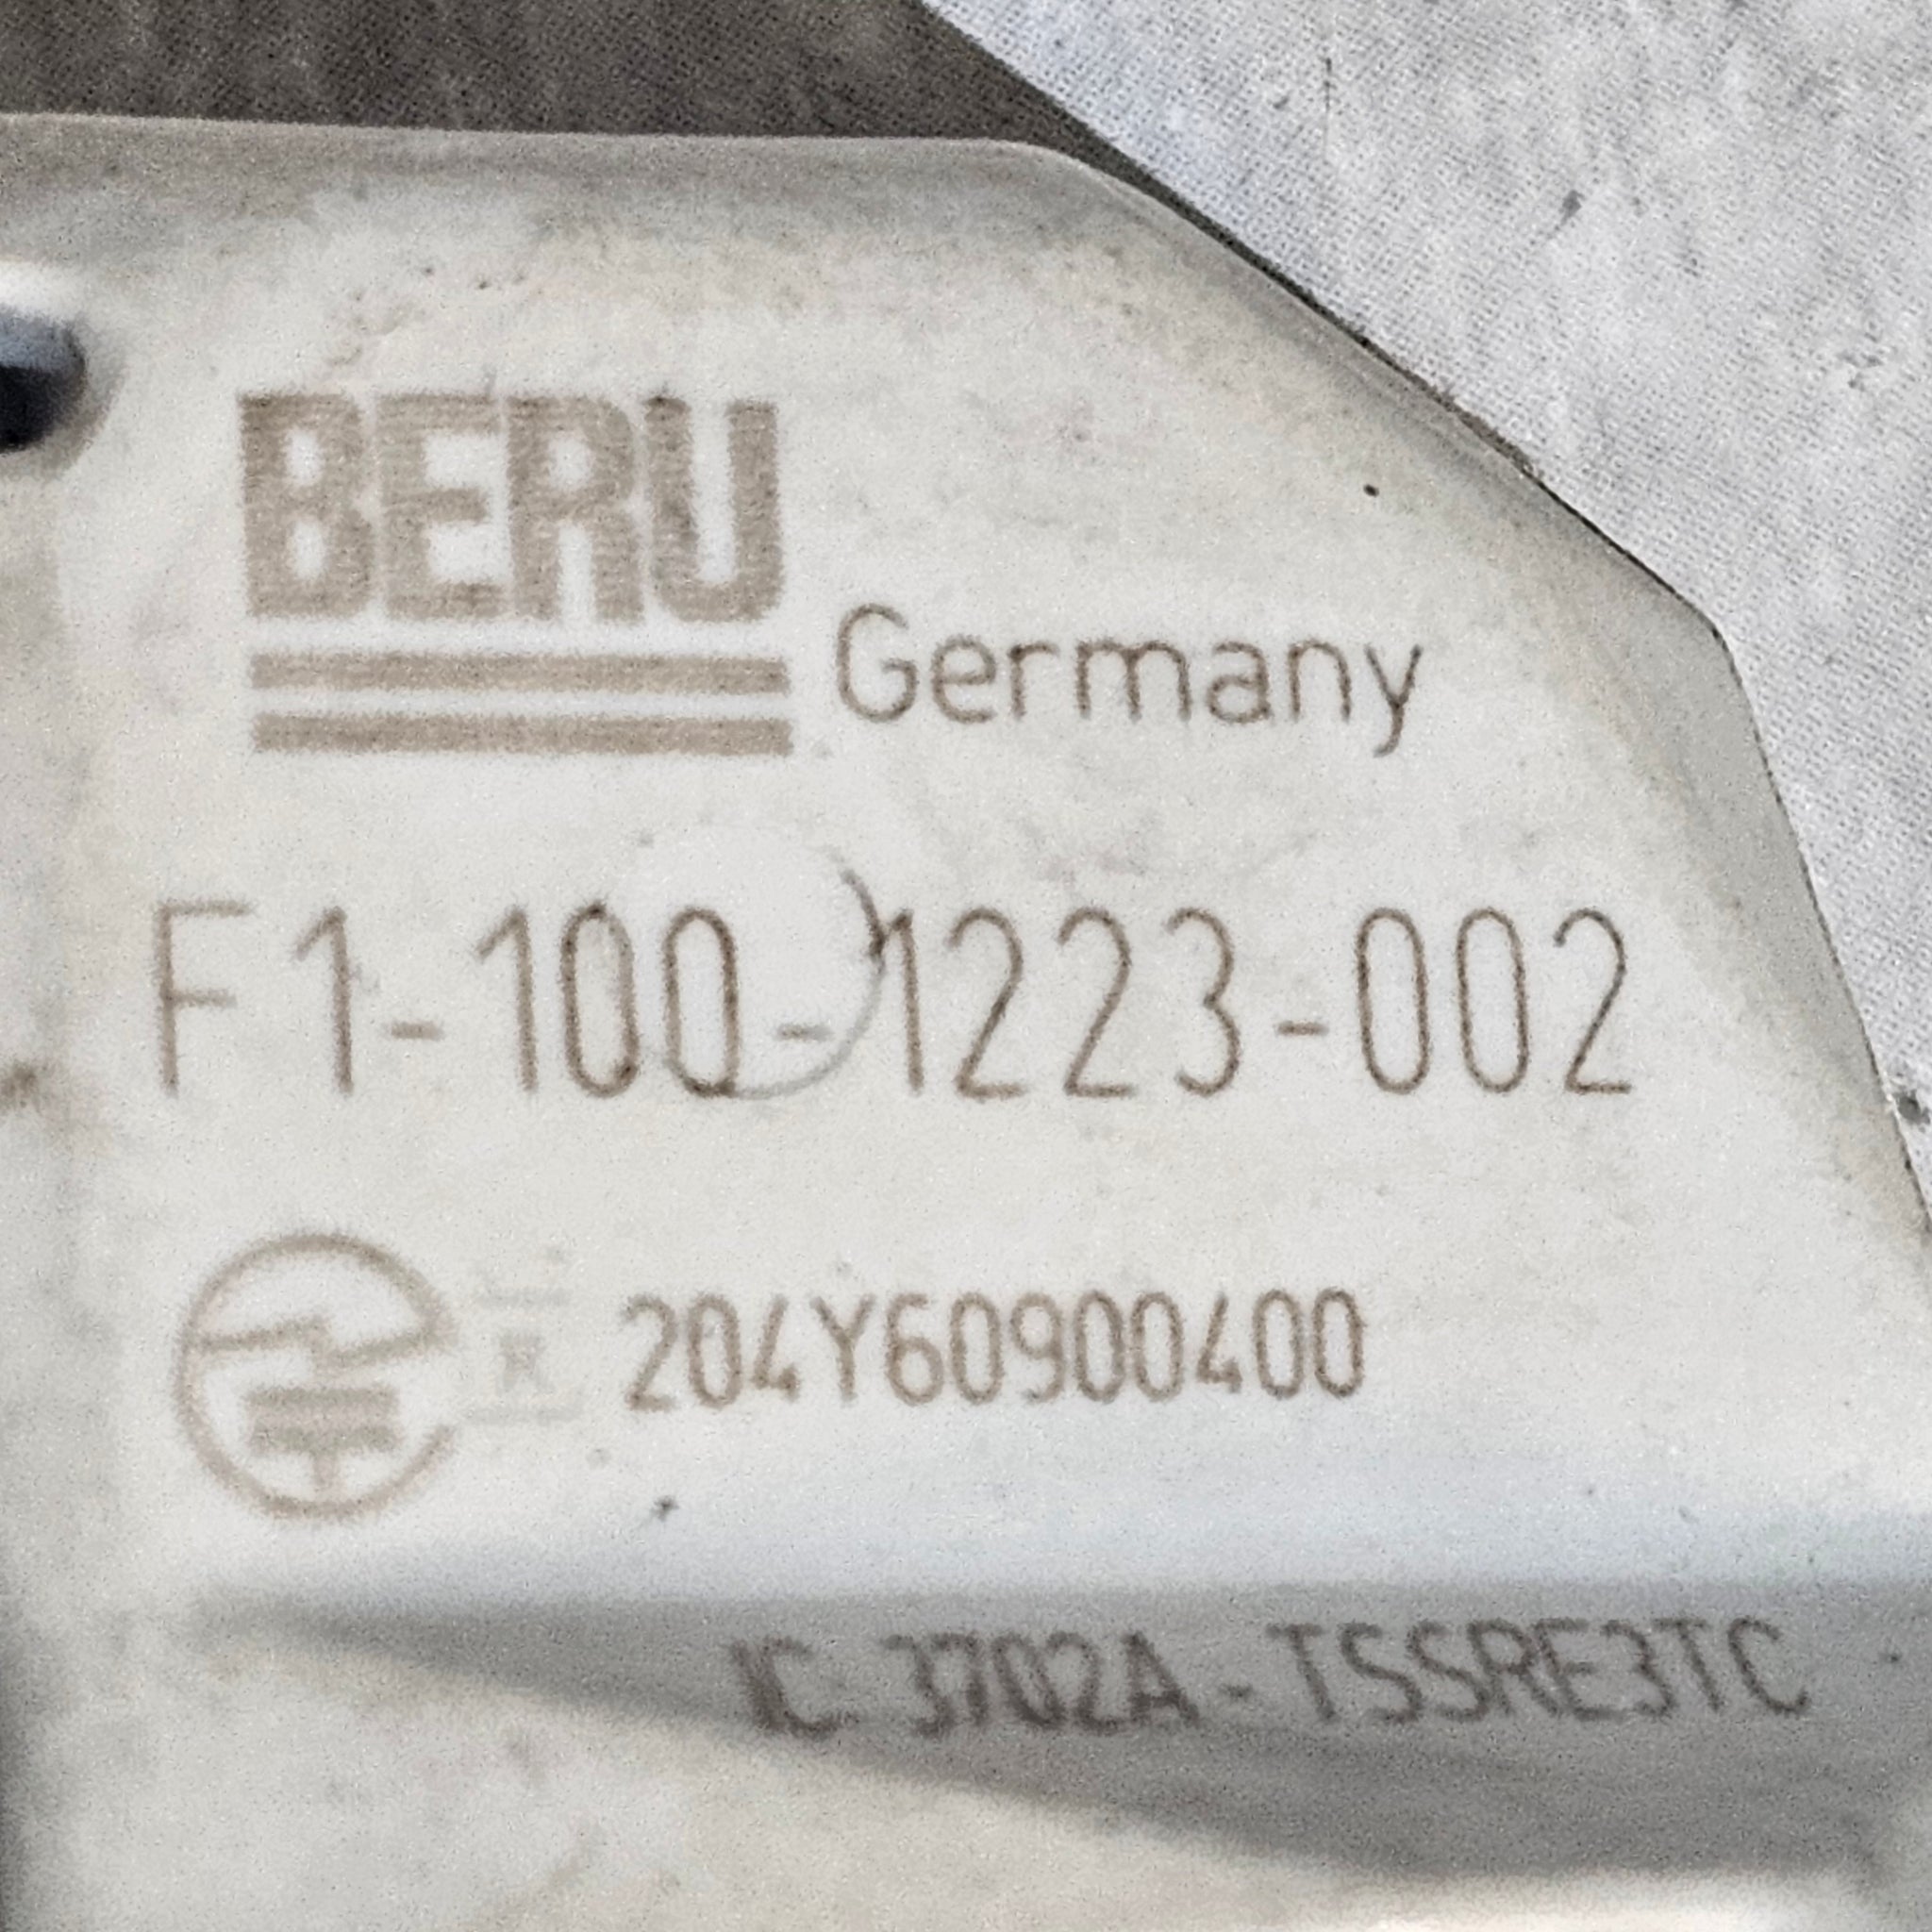 BERU
Germany
F1-100-1223-002
R 204Y60900400
IC 3702A-TSSRE3TC